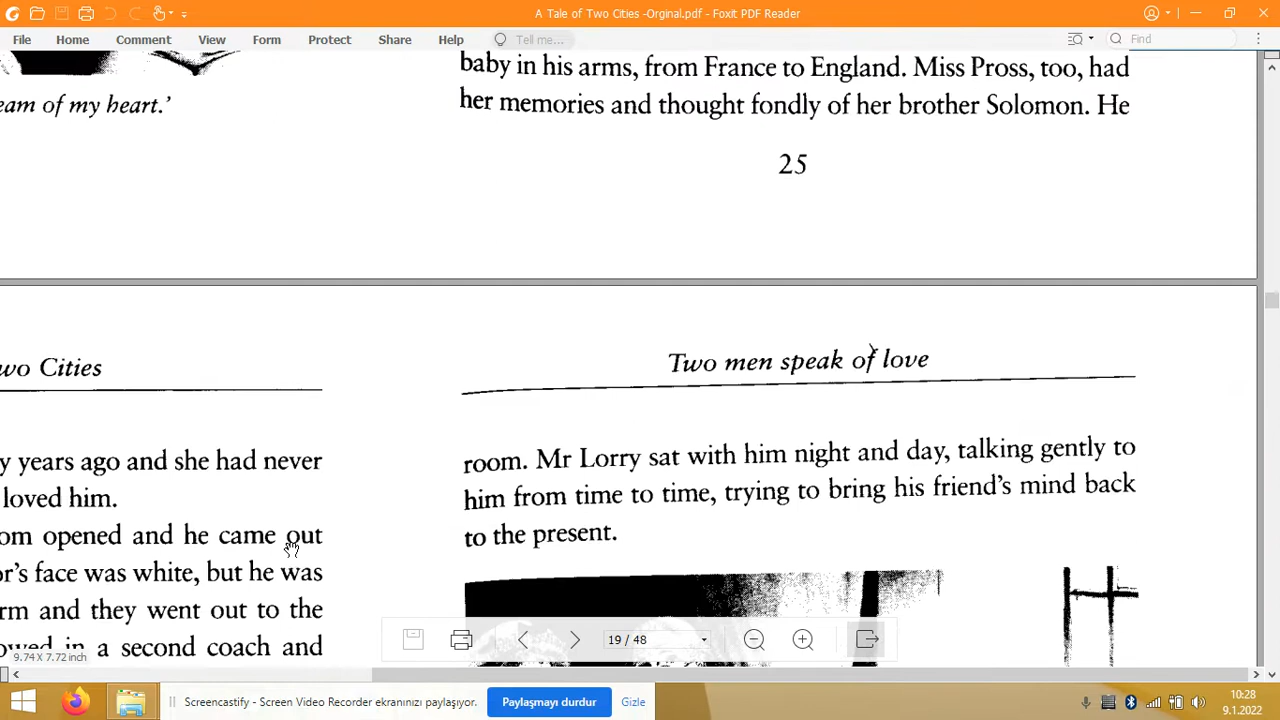 A Tale of Two Cities -Orginal.pdf - Foxit PDF Reader
File Home Comment View Form Protect Share Help Tell me... Find
eam of my heart.'
baby in his arms, from France to England. Miss Pross, too, had
her memories and thought fondly of her brother Solomon. He
25
wo Cities
y years ago and she had never
loved him.
om opened and he came out
or's face was white, but he was
rm and they went out to the
owed in a second coach and
Two men speak of love
room. Mr Lorry sat with him night and day, talking gently to
him from time to time, trying to bring his friend's mind back
to the present.
19 / 48
9.74 X 7.72 inch
Screencastify - Screen Video Recorder ekranınızı paylaşıyor.
Paylaşmayı durdur
Gizle
10:28
9.1.2022